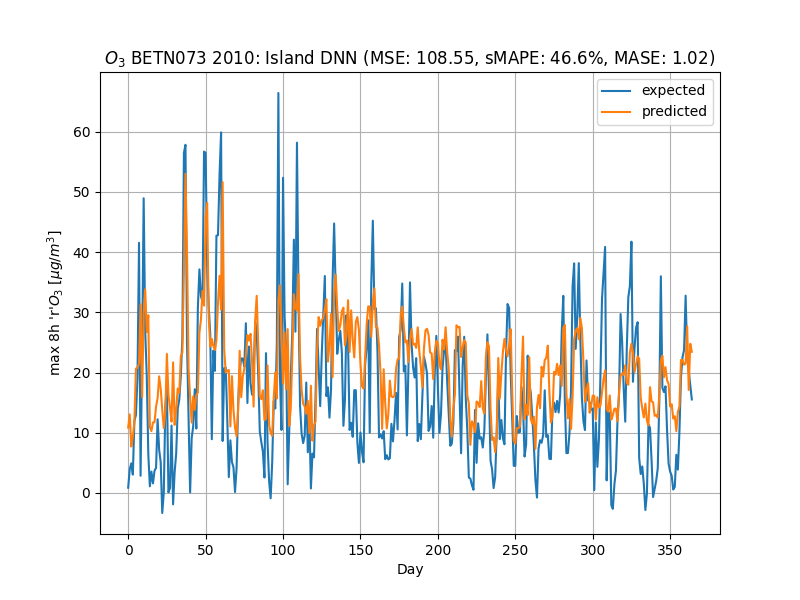 O3 BETN073 2010: Island DNN (MSE: 108.55, sMAPE: 46.6%, MASE: 1.02)
expected
predicted
max 8h 'r'O3 [μg/m3]
60
50
40
30
20
10
0
0 50 100 150 200 250 300 350
Day